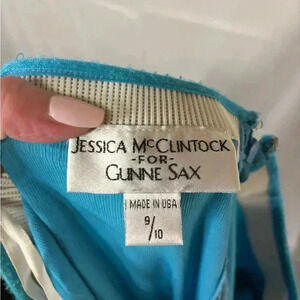 JESSICA McCLINTOCK
-FOR-
GUNNE SAX
MADE IN USA
9/10